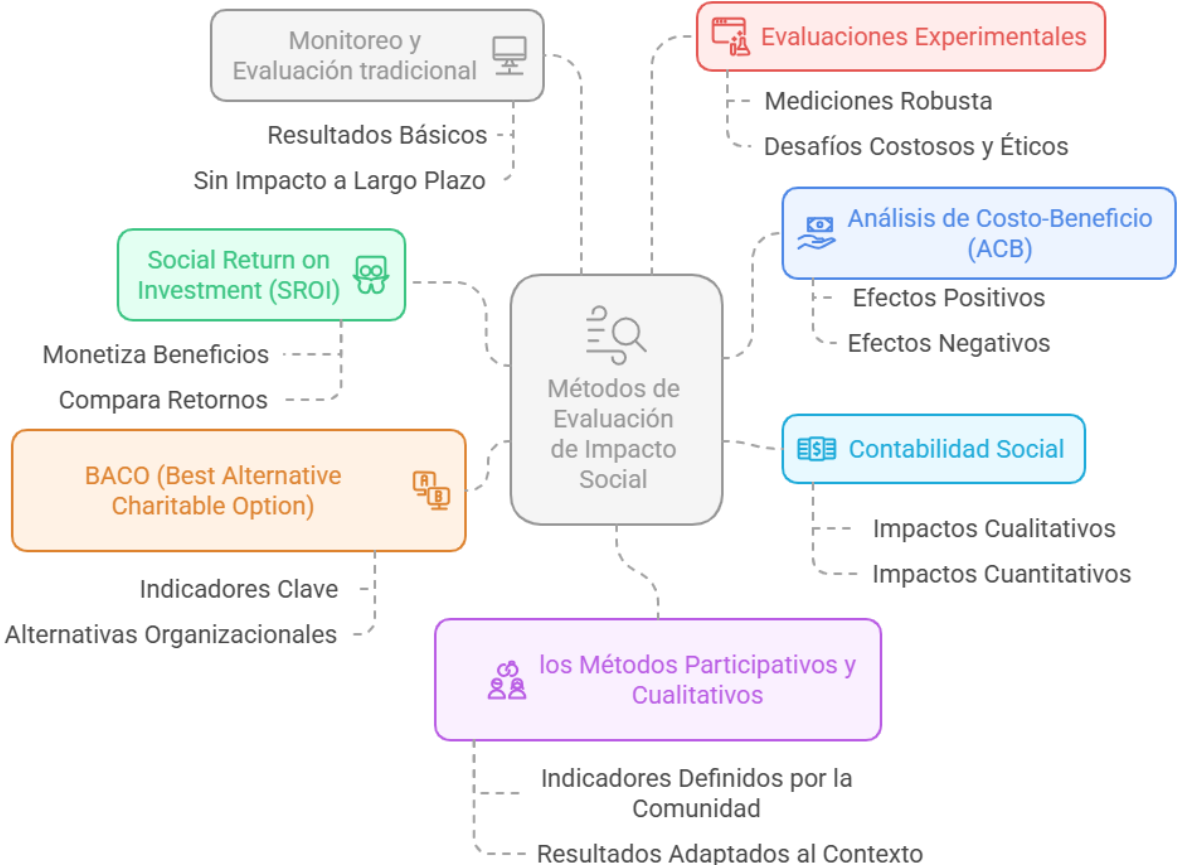 Monitoreo y
Evaluación tradicional
Resultados Básicos
Sin Impacto a Largo Plazo
Evaluaciones Experimentales
Mediciones Robusta
Desafíos Costosos y Éticos
Social Return on
Investment (SROI)
Monetiza Beneficios
Compara Retornos
Análisis de Costo-Beneficio
(ACB)
Efectos Positivos
Efectos Negativos
Métodos de
Evaluación
de Impacto
Social
BACO (Best Alternative
Charitable Option)
A
B
Indicadores Clave
Alternativas Organizacionales
Contabilidad Social
Impactos Cualitativos
Impactos Cuantitativos
los Métodos Participativos y
Cualitativos
Indicadores Definidos por la
Comunidad
Resultados Adaptados al Contexto